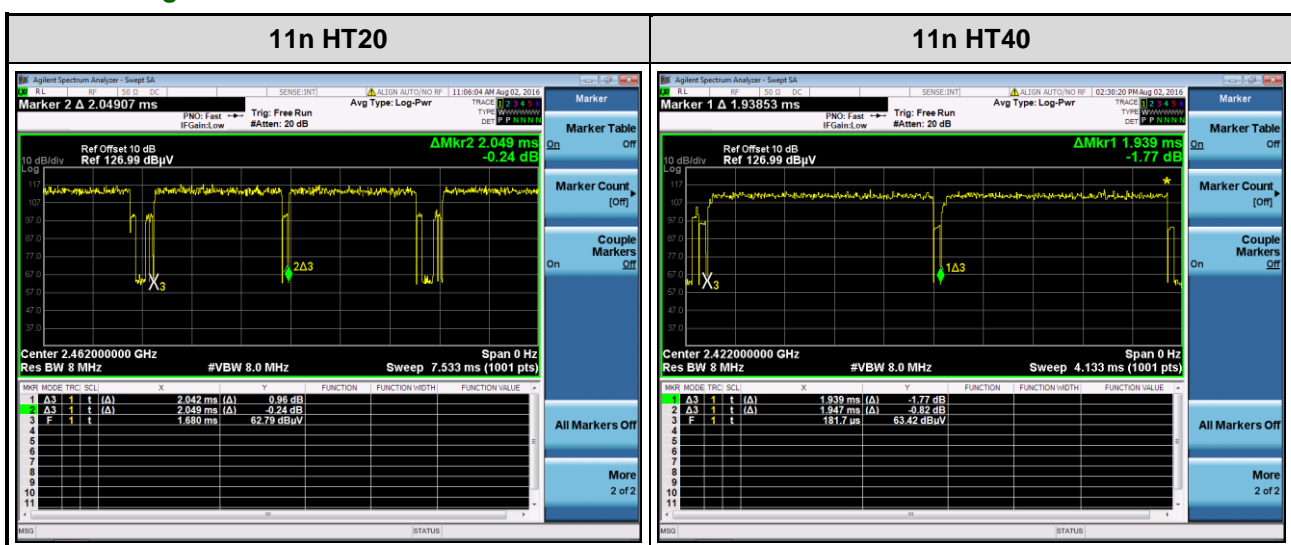 11n HT20
11n HT40
Agilent Spectrum Analyzer - Swept SA
RL RF 50 Ω DC SENSE:INT ALIGN AUTO/NO RF 11:06:04 AM Aug 02, 2016
Marker 2 Δ 2.04907 ms
PNO: Fast
IFGain:Low
Trig: Free Run
#Atten: 20 dB
Avg Type: Log-Pwr
TRACE 1 2 3 4 5 6
TYPE WWWWWW
DET P P N N N N
ΔMkr2 2.049 ms
-0.24 dB
Ref Offset 10 dB
10 dB/div Ref 126.99 dBµV
Log
117
107
97.0
87.0
77.0
67.0
57.0
47.0
37.0
2Δ3
X3
Center 2.462000000 GHz Span 0 Hz
Res BW 8 MHz #VBW 8.0 MHz Sweep 7.533 ms (1001 pts)
MKR MODE TRC SCL X Y FUNCTION FUNCTION WIDTH FUNCTION VALUE
1 Δ3 1 t (Δ) 2.042 ms (Δ) 0.96 dB
2 Δ3 1 t (Δ) 2.049 ms (Δ) -0.24 dB
3 F 1 t 1.680 ms 62.79 dBuV
4
5
6
7
8
9
10
11
MSG STATUS
Marker
Marker Table
On Off
Marker Count
[Off]
Couple
Markers
On Off
All Markers Off
More
2 of 2
Agilent Spectrum Analyzer - Swept SA
RL RF 50 Ω DC SENSE:INT ALIGN AUTO/NO RF 02:30:20 PM Aug 02, 2016
Marker 1 Δ 1.93853 ms
PNO: Fast
IFGain:Low
Trig: Free Run
#Atten: 20 dB
Avg Type: Log-Pwr
TRACE 1 2 3 4 5 6
TYPE WWWWWW
DET P P N N N N
ΔMkr1 1.939 ms
-1.77 dB
Ref Offset 10 dB
10 dB/div Ref 126.99 dBµV
Log
117
107
97.0
87.0
77.0
67.0
57.0
47.0
37.0
1Δ3
X3
Center 2.422000000 GHz Span 0 Hz
Res BW 8 MHz #VBW 8.0 MHz Sweep 4.133 ms (1001 pts)
MKR MODE TRC SCL X Y FUNCTION FUNCTION WIDTH FUNCTION VALUE
1 Δ3 1 t (Δ) 1.939 ms (Δ) -1.77 dB
2 Δ3 1 t (Δ) 1.947 ms (Δ) -0.82 dB
3 F 1 t 181.7 µs 63.42 dBuV
4
5
6
7
8
9
10
11
MSG STATUS
Marker
Marker Table
On Off
Marker Count
[Off]
Couple
Markers
On Off
All Markers Off
More
2 of 2